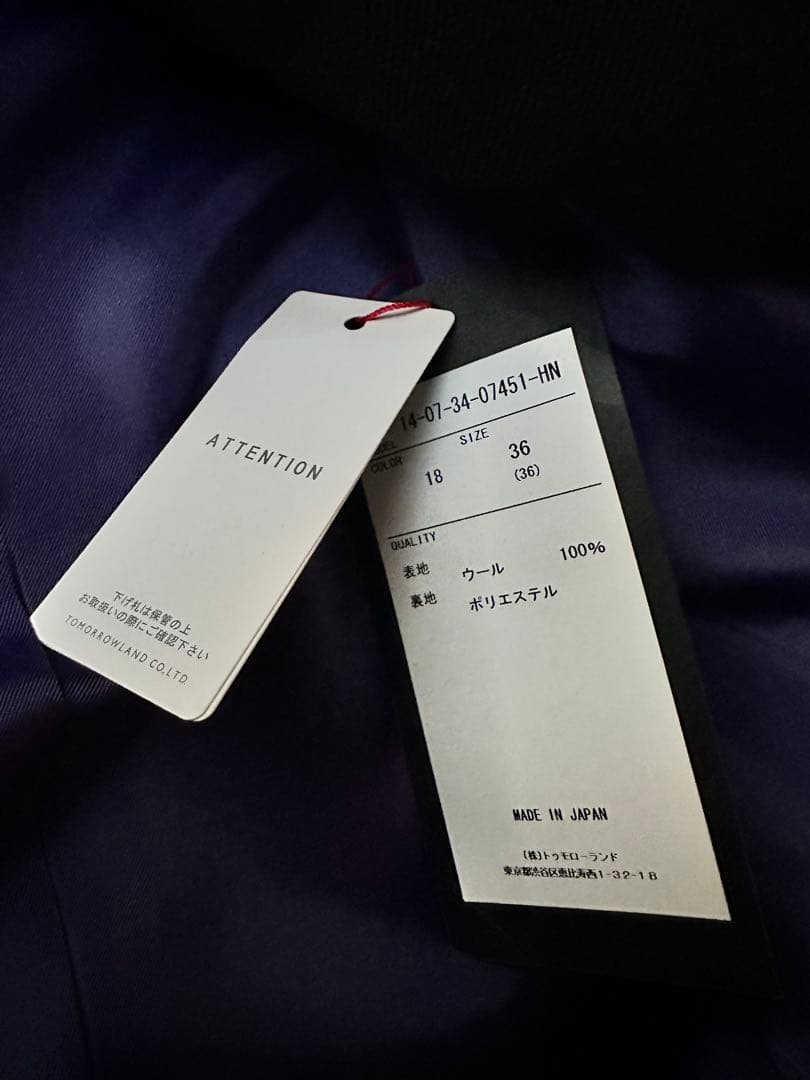 ATTENTION
下げ札は保管の上
お取扱いの際にご確認下さい
TOMORROWLAND CO.,LTD.
14-07-34-07451-HN
COLOR SIZE
18 36
(36)
QUALITY
表地 ウール 100%
裏地 ポリエステル
MADE IN JAPAN
(株)トゥモローランド
東京都渋谷区恵比寿西1-32-18